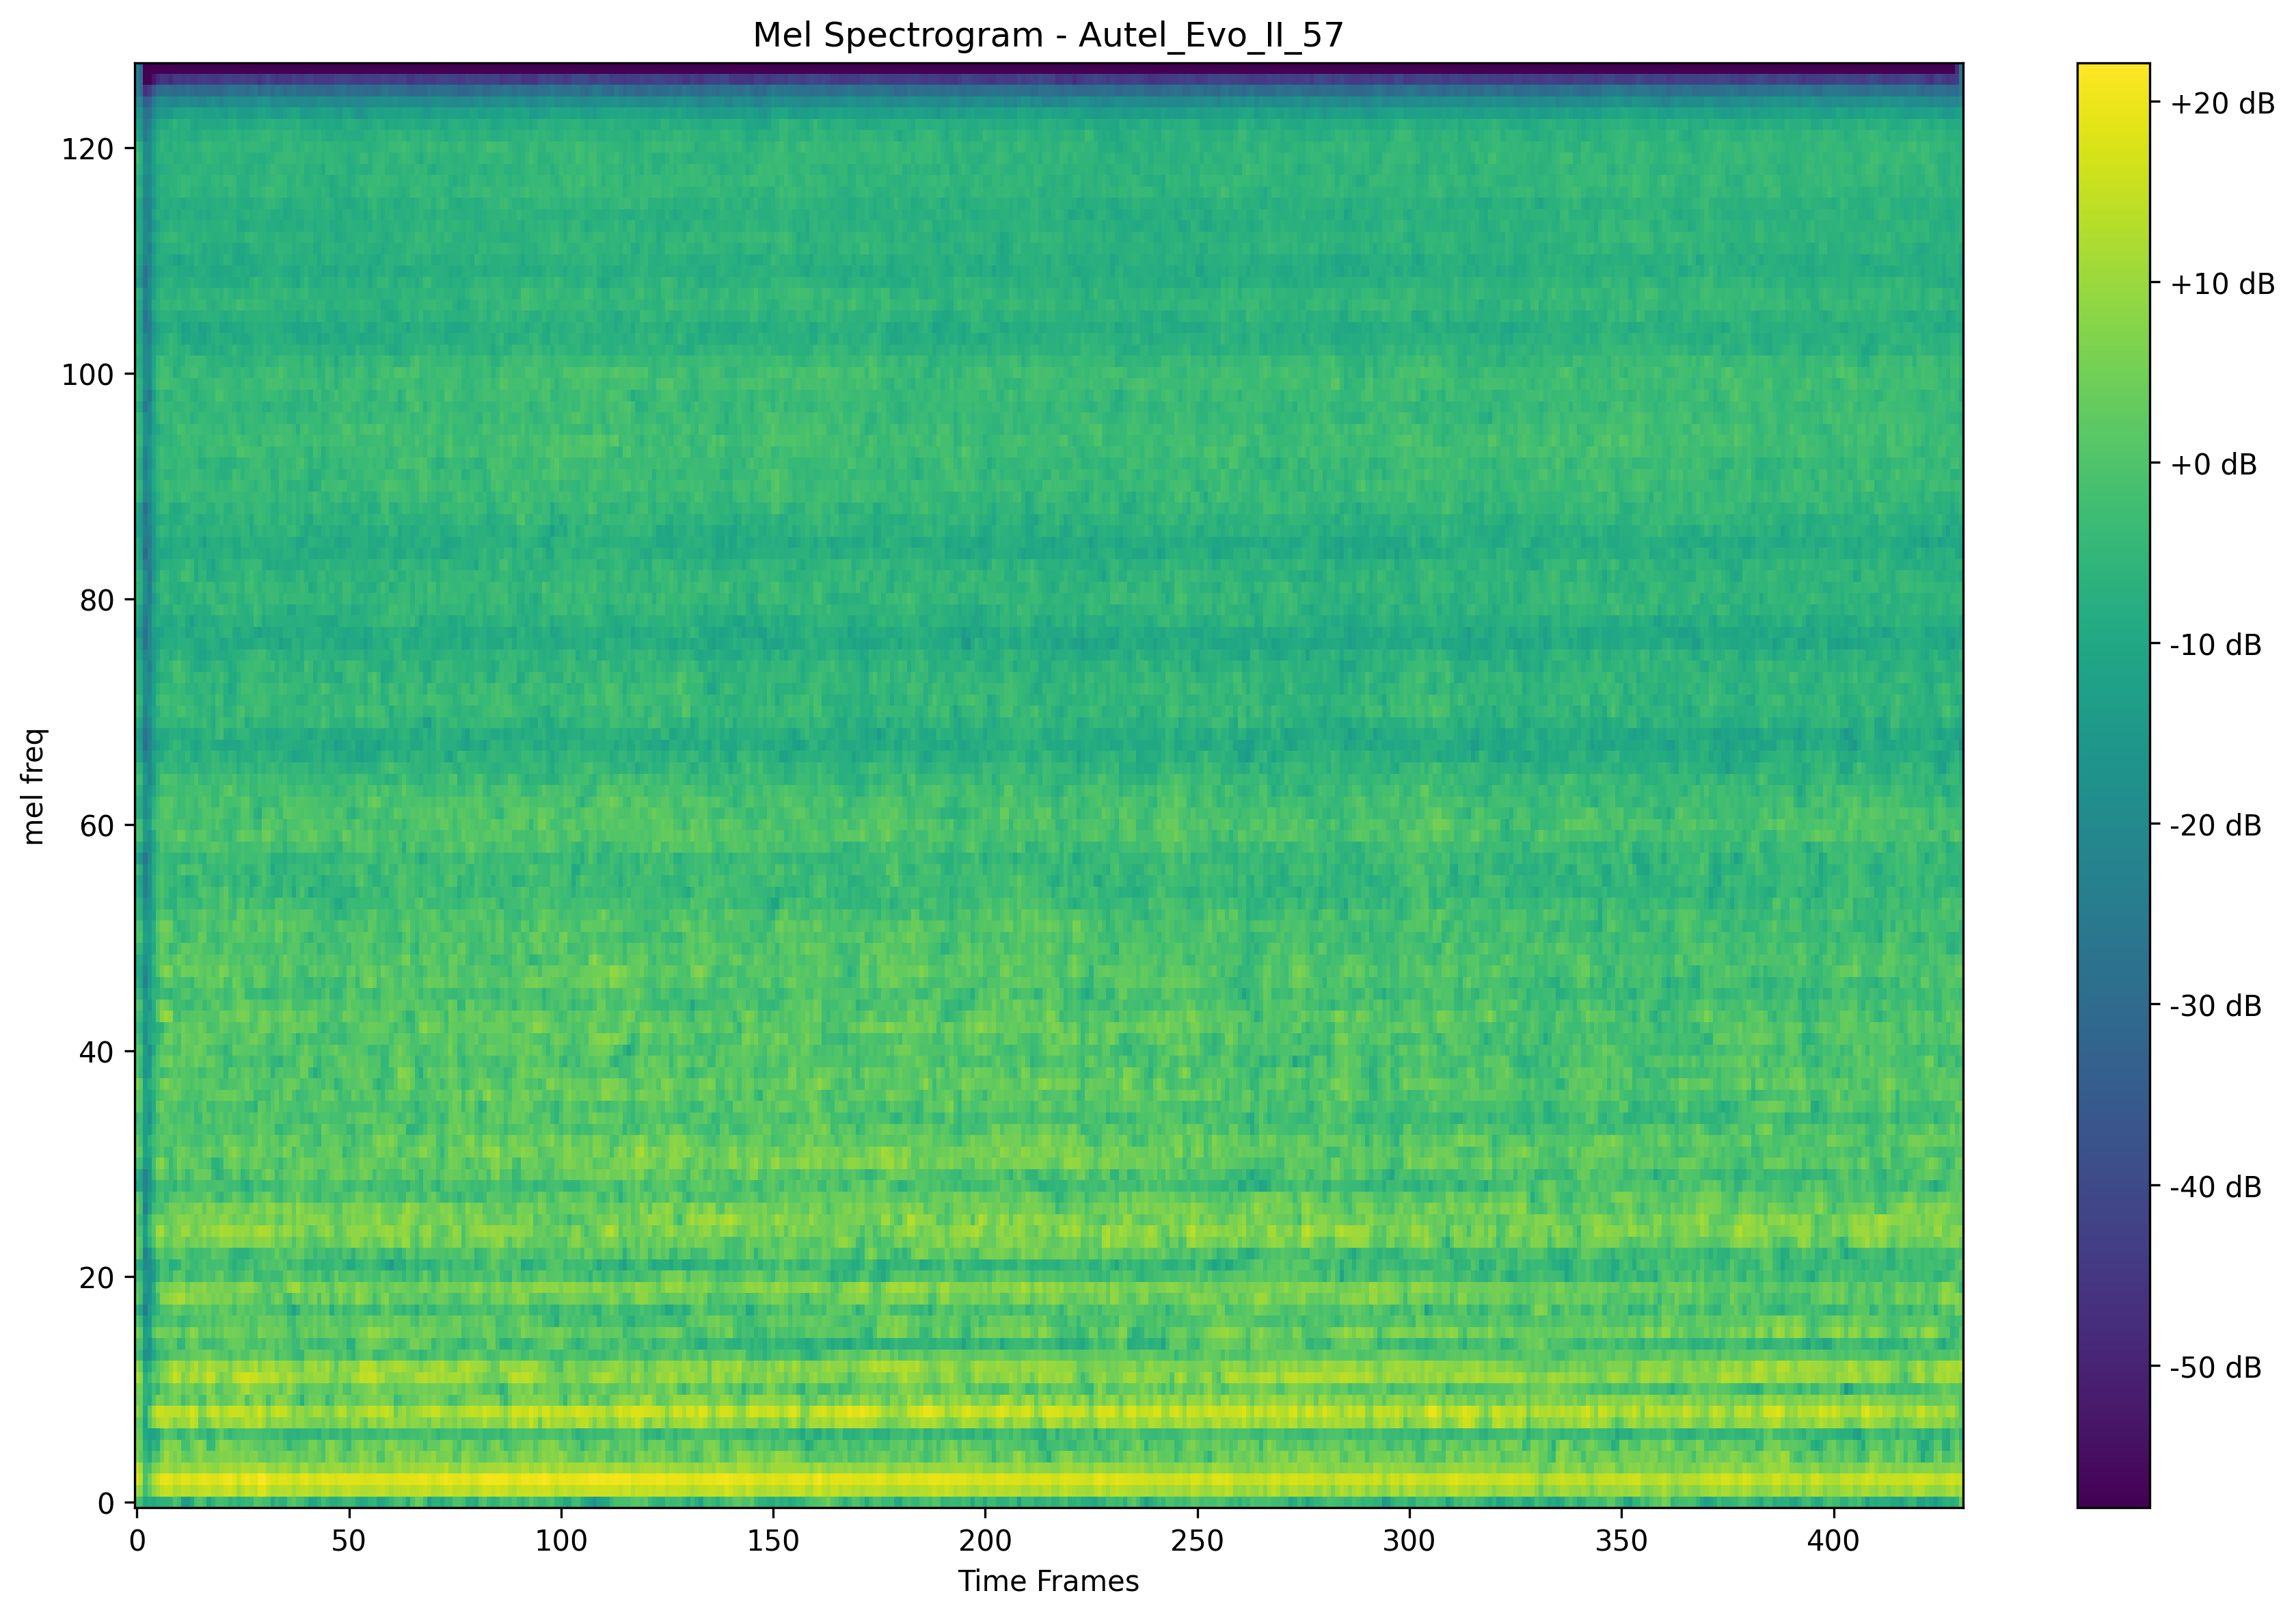 Mel Spectrogram - Autel_Evo_II_57
mel freq
120
100
80
60
40
20
0
0 50 100 150 200 250 300 350 400
Time Frames
+20 dB
+10 dB
+0 dB
-10 dB
-20 dB
-30 dB
-40 dB
-50 dB